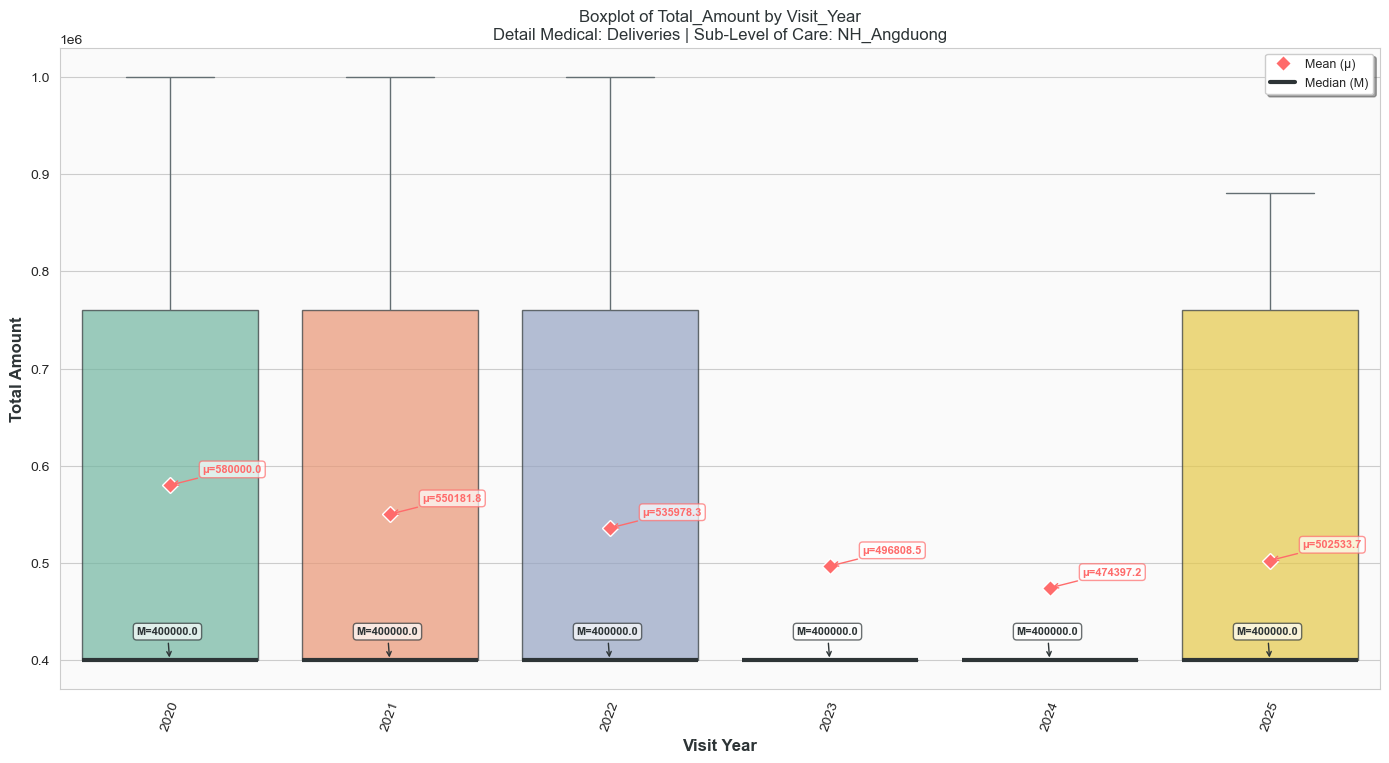 Boxplot of Total_Amount by Visit_Year
Detail Medical: Deliveries | Sub-Level of Care: NH_Angduong
1e6
Mean (μ)
Median (M)
1.0
0.9
0.8
0.7
0.6
0.5
0.4
Total Amount
μ=580000.0
μ=550181.8
μ=535978.3
μ=496808.5
μ=474397.2
μ=502533.7
M=400000.0
M=400000.0
M=400000.0
M=400000.0
M=400000.0
M=400000.0
2020
2021
2022
2023
2024
2025
Visit Year